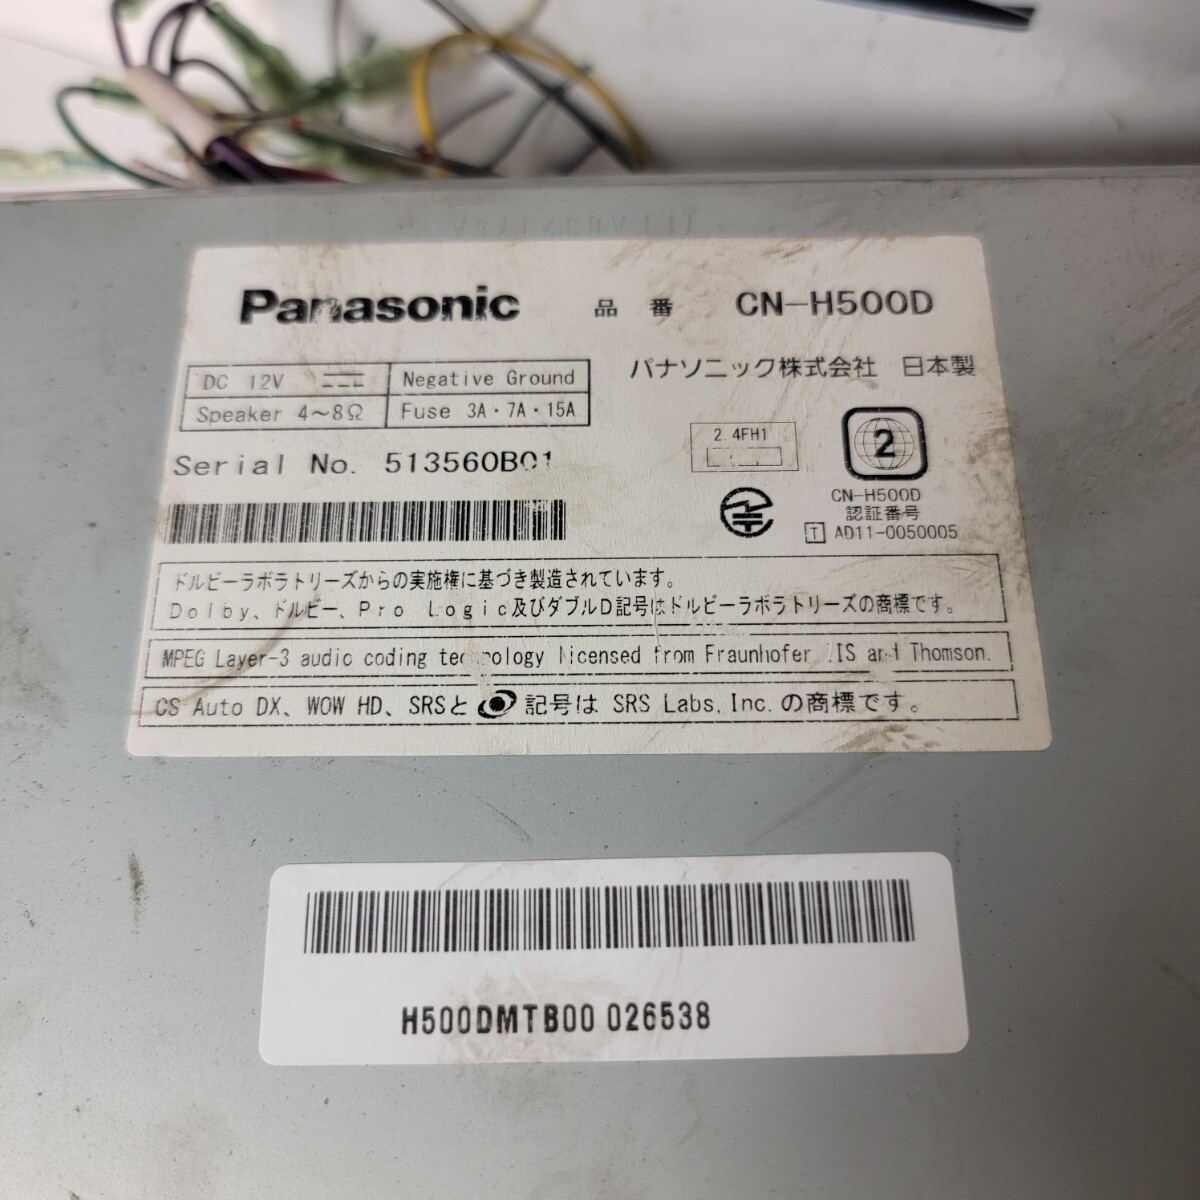 Panasonic 品番 CN-H500D
DC 12V Negative Ground
Speaker 4～8Ω Fuse 3A・7A・15A
パナソニック株式会社 日本製
Serial No. 513560B01
2.4FH1
2
CN-H500D
認証番号
T AD11-0050005
ドルビーラボラトリーズからの実施権に基づき製造されています。
Dolby、ドルビー、Pro Logic及びダブルD記号はドルビーラボラトリーズの商標です。
MPEG Layer-3 audio coding technology licensed from Fraunhofer IIS and Thomson.
CS Auto DX、WOW HD、SRSと 記号は SRS Labs, Inc. の商標です。
H500DMTB00 026538